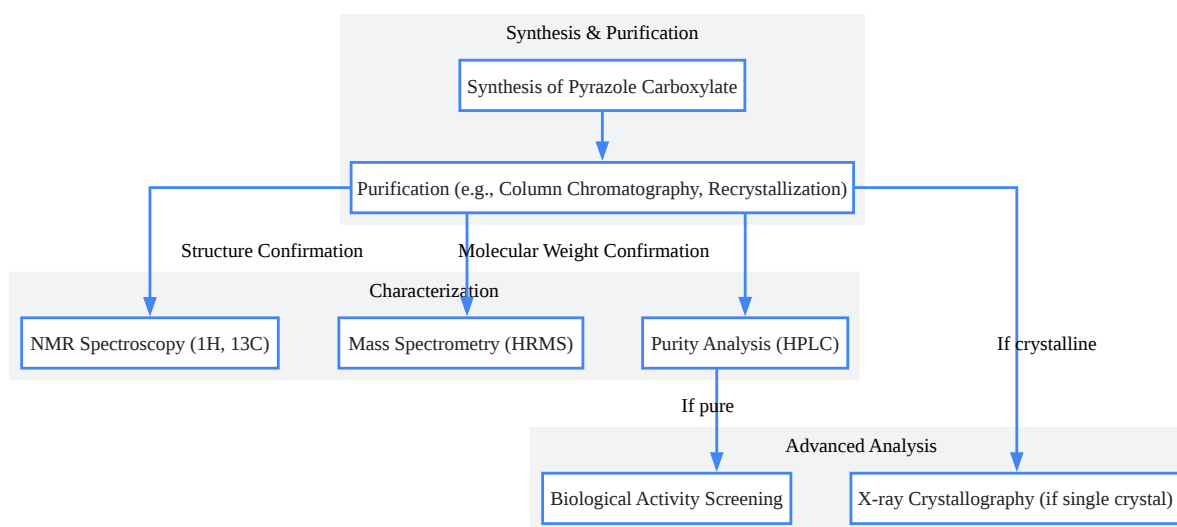 Synthesis & Purification
Synthesis of Pyrazole Carboxylate
Purification (e.g., Column Chromatography, Recrystallization)
Structure Confirmation
Molecular Weight Confirmation
Characterization
NMR Spectroscopy (1H, 13C)
Mass Spectrometry (HRMS)
Purity Analysis (HPLC)
If crystalline
If pure
Advanced Analysis
Biological Activity Screening
X-ray Crystallography (if single crystal)